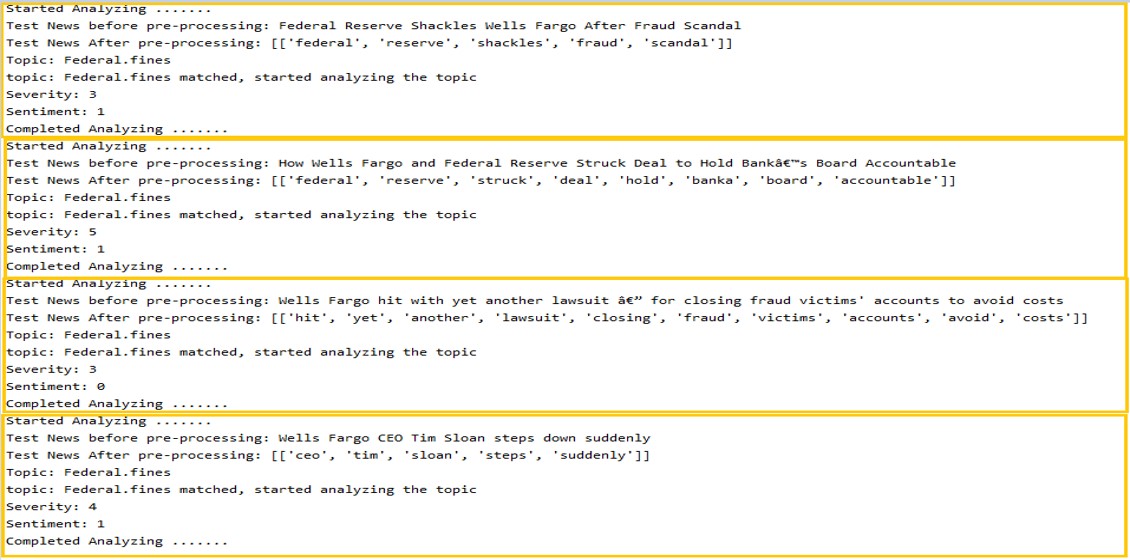 Started Analyzing .......
Test News before pre-processing: Federal Reserve Shackles Wells Fargo After Fraud Scandal
Test News After pre-processing: [['federal', 'reserve', 'shackles', 'fraud', 'scandal']]
Topic: Federal.fines
topic: Federal.fines matched, started analyzing the topic
Severity: 3
Sentiment: 1
Completed Analyzing .......
Started Analyzing .......
Test News before pre-processing: How Wells Fargo and Federal Reserve Struck Deal to Hold Bankâ€™s Board Accountable
Test News After pre-processing: [['federal', 'reserve', 'struck', 'deal', 'hold', 'banka', 'board', 'accountable']]
Topic: Federal.fines
topic: Federal.fines matched, started analyzing the topic
Severity: 5
Sentiment: 1
Completed Analyzing .......
Started Analyzing .......
Test News before pre-processing: Wells Fargo hit with yet another lawsuit â€” for closing fraud victims' accounts to avoid costs
Test News After pre-processing: [['hit', 'yet', 'another', 'lawsuit', 'closing', 'fraud', 'victims', 'accounts', 'avoid', 'costs']]
Topic: Federal.fines
topic: Federal.fines matched, started analyzing the topic
Severity: 3
Sentiment: 0
Completed Analyzing .......
Started Analyzing .......
Test News before pre-processing: Wells Fargo CEO Tim Sloan steps down suddenly
Test News After pre-processing: [['ceo', 'tim', 'sloan', 'steps', 'suddenly']]
Topic: Federal.fines
topic: Federal.fines matched, started analyzing the topic
Severity: 4
Sentiment: 1
Completed Analyzing .......